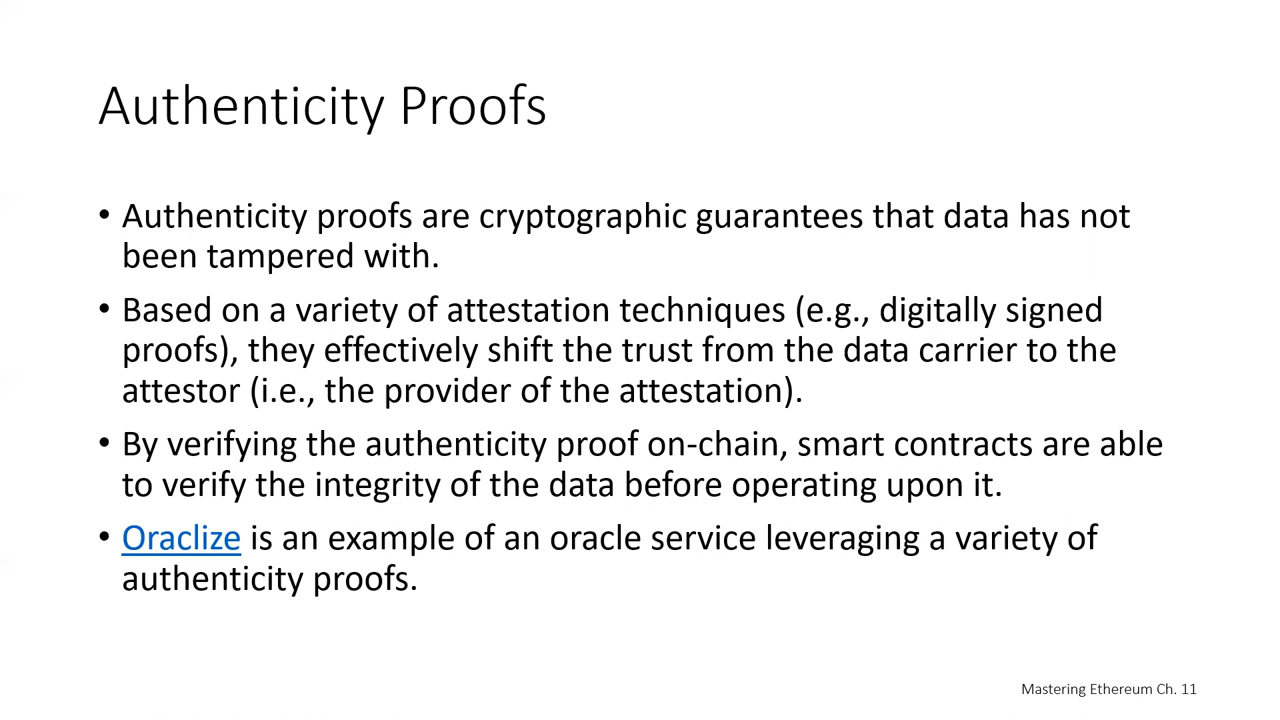 Authenticity Proofs
• Authenticity proofs are cryptographic guarantees that data has not
been tampered with.
• Based on a variety of attestation techniques (e.g., digitally signed
proofs), they effectively shift the trust from the data carrier to the
attestor (i.e., the provider of the attestation).
• By verifying the authenticity proof on-chain, smart contracts are able
to verify the integrity of the data before operating upon it.
• Oraclize is an example of an oracle service leveraging a variety of
authenticity proofs.
Mastering Ethereum Ch. 11